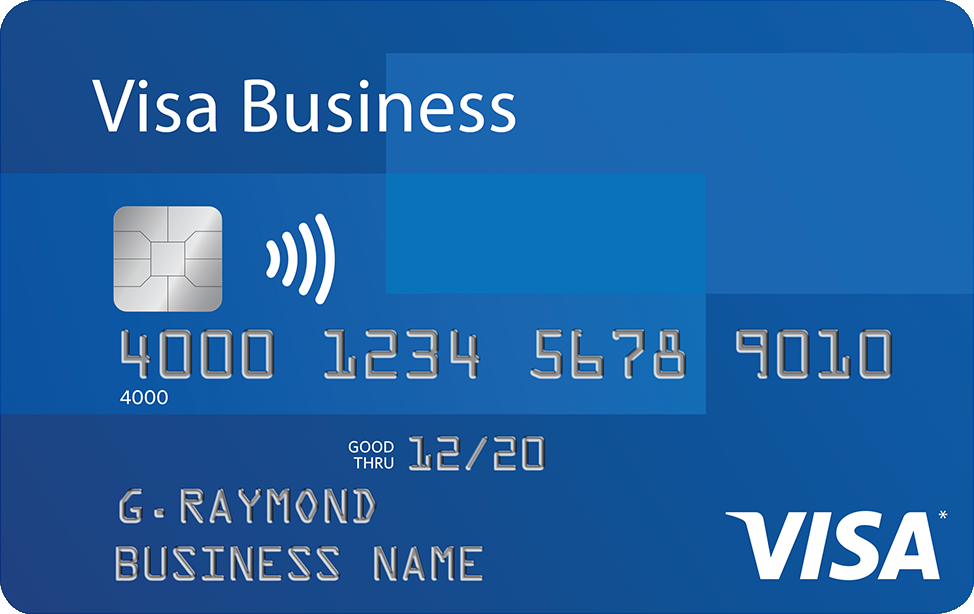 Visa Business
4000 1234 5678 9010
4000
GOOD THRU 12/20
G.RAYMOND
BUSINESS NAME
VISA*